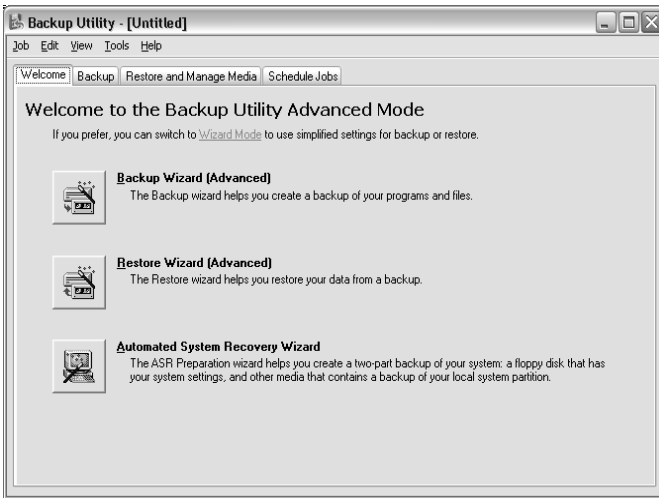 Backup Utility - [Untitled]
Job Edit View Tools Help
Welcome Backup Restore and Manage Media Schedule Jobs
Welcome to the Backup Utility Advanced Mode
If you prefer, you can switch to Wizard Mode to use simplified settings for backup or restore.
Backup Wizard (Advanced)
The Backup wizard helps you create a backup of your programs and files.
Restore Wizard (Advanced)
The Restore wizard helps you restore your data from a backup.
Automated System Recovery Wizard
The ASR Preparation wizard helps you create a two-part backup of your system: a floppy disk that has
your system settings, and other media that contains a backup of your local system partition.